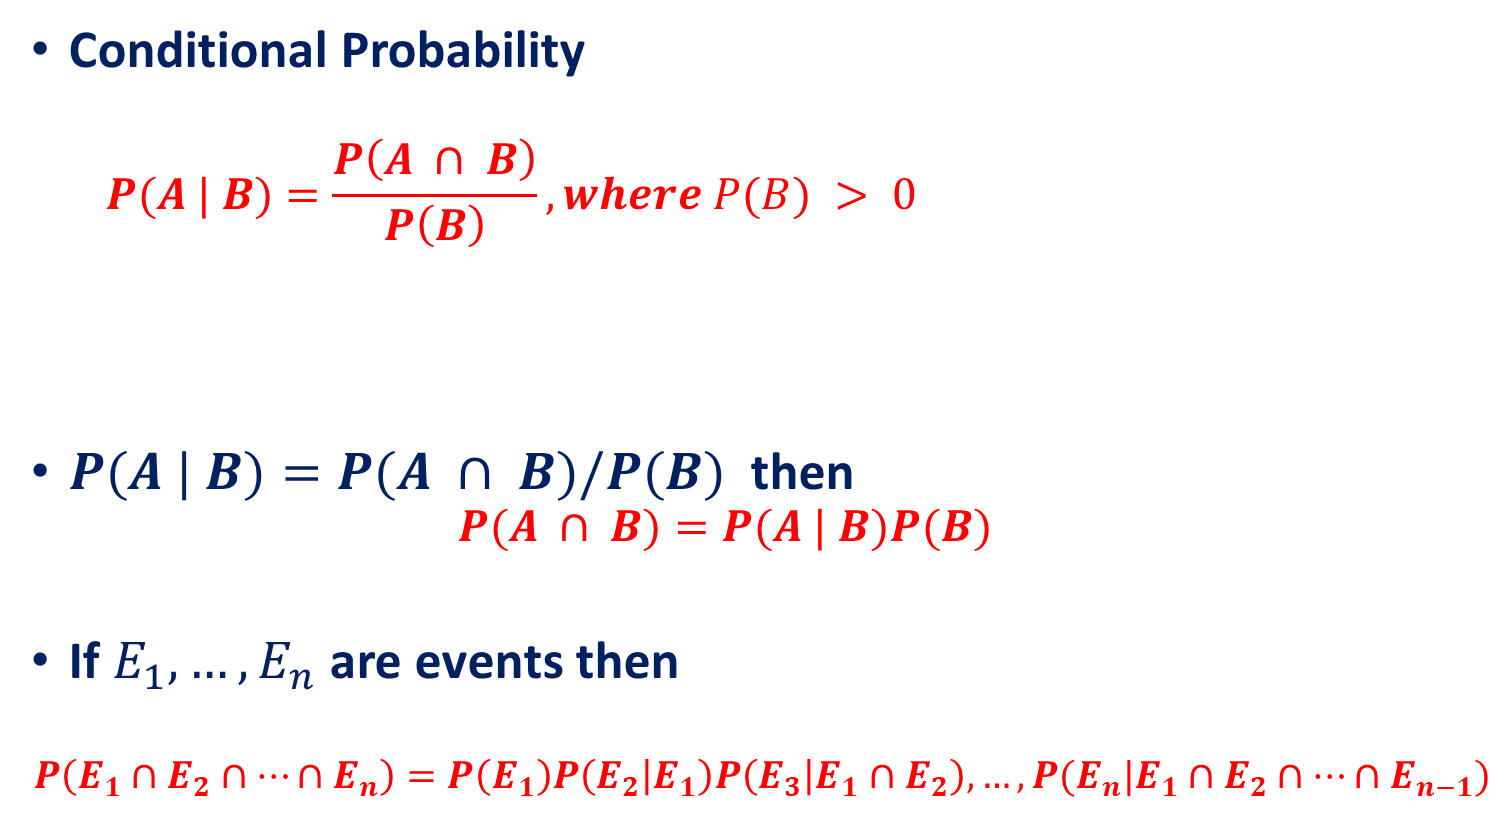 • Conditional Probability
P(A | B) = P(A ∩ B)/P(B) , where P(B) > 0
• P(A | B) = P(A ∩ B)/P(B) then
P(A ∩ B) = P(A | B)P(B)
• If E₁, … , Eₙ are events then
P(E₁ ∩ E₂ ∩ ⋯ ∩ Eₙ) = P(E₁)P(E₂|E₁)P(E₃|E₁ ∩ E₂), … , P(Eₙ|E₁ ∩ E₂ ∩ ⋯ ∩ Eₙ₋₁)